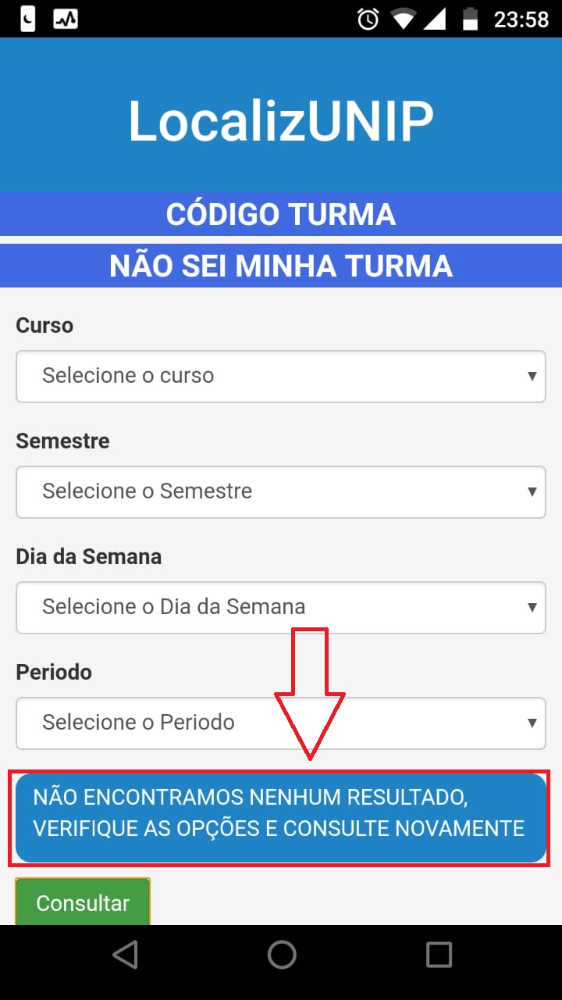 23:58
LocalizUNIP
CÓDIGO TURMA
NÃO SEI MINHA TURMA
Curso
Selecione o curso
Semestre
Selecione o Semestre
Dia da Semana
Selecione o Dia da Semana
Periodo
Selecione o Periodo
NÃO ENCONTRAMOS NENHUM RESULTADO,
VERIFIQUE AS OPÇÕES E CONSULTE NOVAMENTE
Consultar